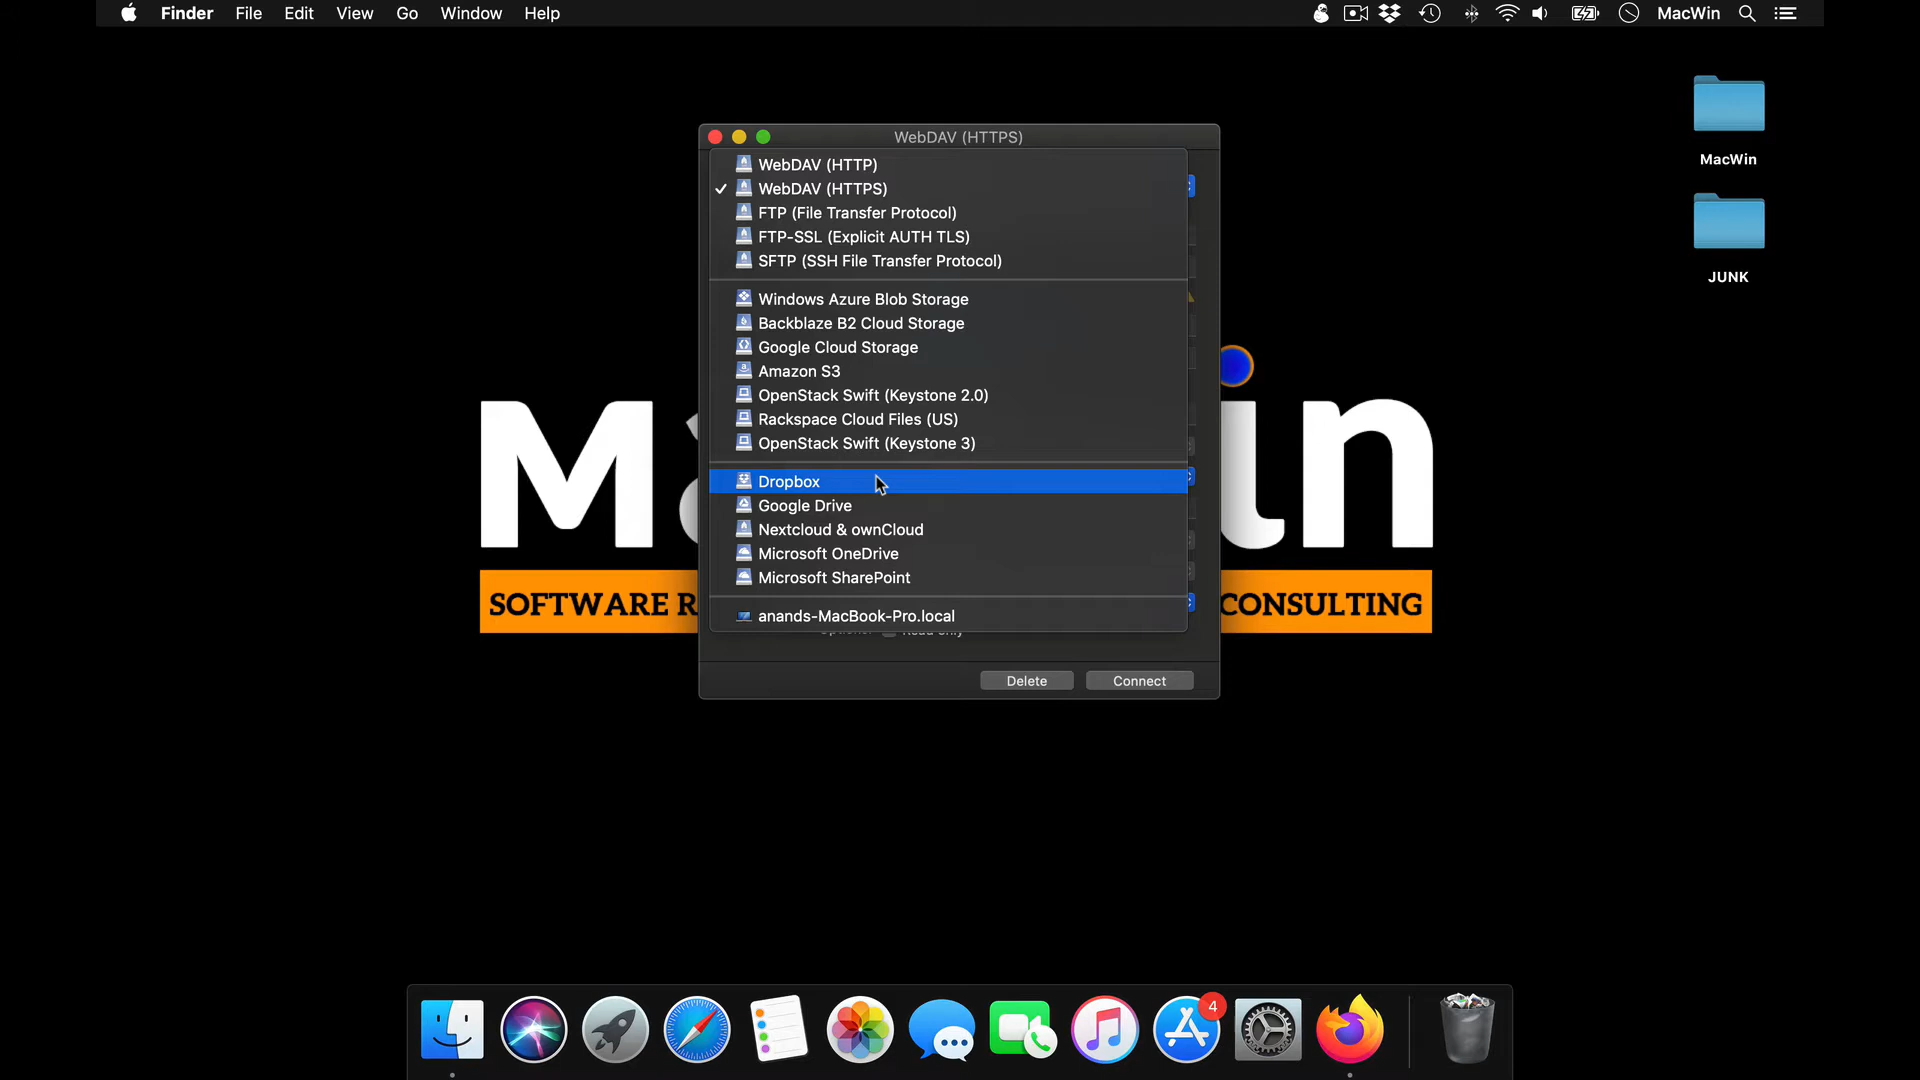 Finder File Edit View Go Window Help MacWin
WebDAV (HTTPS)
WebDAV (HTTP)
✓ WebDAV (HTTPS)
FTP (File Transfer Protocol)
FTP-SSL (Explicit AUTH TLS)
SFTP (SSH File Transfer Protocol)
Windows Azure Blob Storage
Backblaze B2 Cloud Storage
Google Cloud Storage
Amazon S3
OpenStack Swift (Keystone 2.0)
Rackspace Cloud Files (US)
OpenStack Swift (Keystone 3)
Dropbox
Google Drive
Nextcloud & ownCloud
Microsoft OneDrive
Microsoft SharePoint
anands-MacBook-Pro.local
Delete Connect
MacWin
JUNK
Ma in
SOFTWARE R CONSULTING
4